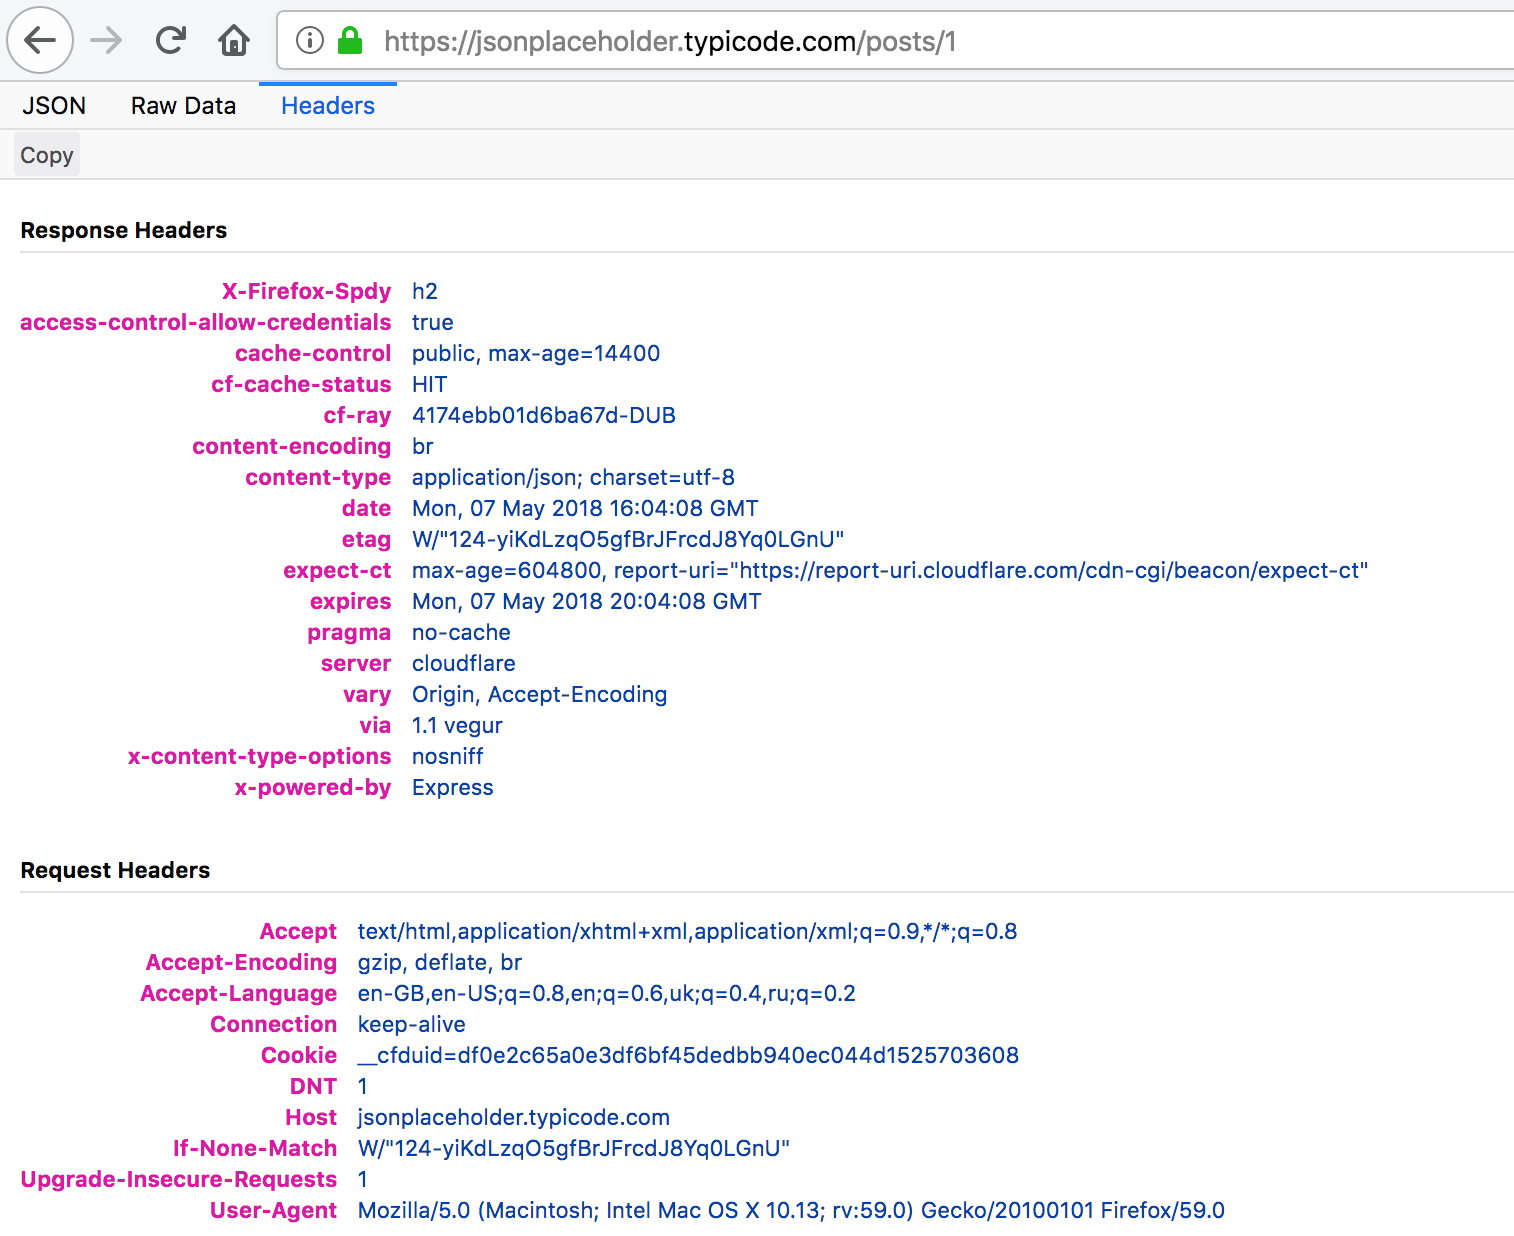 https://jsonplaceholder.typicode.com/posts/1
JSON Raw Data Headers
Copy
Response Headers
X-Firefox-Spdy h2
access-control-allow-credentials true
cache-control public, max-age=14400
cf-cache-status HIT
cf-ray 4174ebb01d6ba67d-DUB
content-encoding br
content-type application/json; charset=utf-8
date Mon, 07 May 2018 16:04:08 GMT
etag W/"124-yiKdLzqO5gfBrJFrcdJ8Yq0LGnU"
expect-ct max-age=604800, report-uri="https://report-uri.cloudflare.com/cdn-cgi/beacon/expect-ct"
expires Mon, 07 May 2018 20:04:08 GMT
pragma no-cache
server cloudflare
vary Origin, Accept-Encoding
via 1.1 vegur
x-content-type-options nosniff
x-powered-by Express
Request Headers
Accept text/html,application/xhtml+xml,application/xml;q=0.9,*/*;q=0.8
Accept-Encoding gzip, deflate, br
Accept-Language en-GB,en-US;q=0.8,en;q=0.6,uk;q=0.4,ru;q=0.2
Connection keep-alive
Cookie __cfduid=df0e2c65a0e3df6bf45dedbb940ec044d1525703608
DNT 1
Host jsonplaceholder.typicode.com
If-None-Match W/"124-yiKdLzqO5gfBrJFrcdJ8Yq0LGnU"
Upgrade-Insecure-Requests 1
User-Agent Mozilla/5.0 (Macintosh; Intel Mac OS X 10.13; rv:59.0) Gecko/20100101 Firefox/59.0